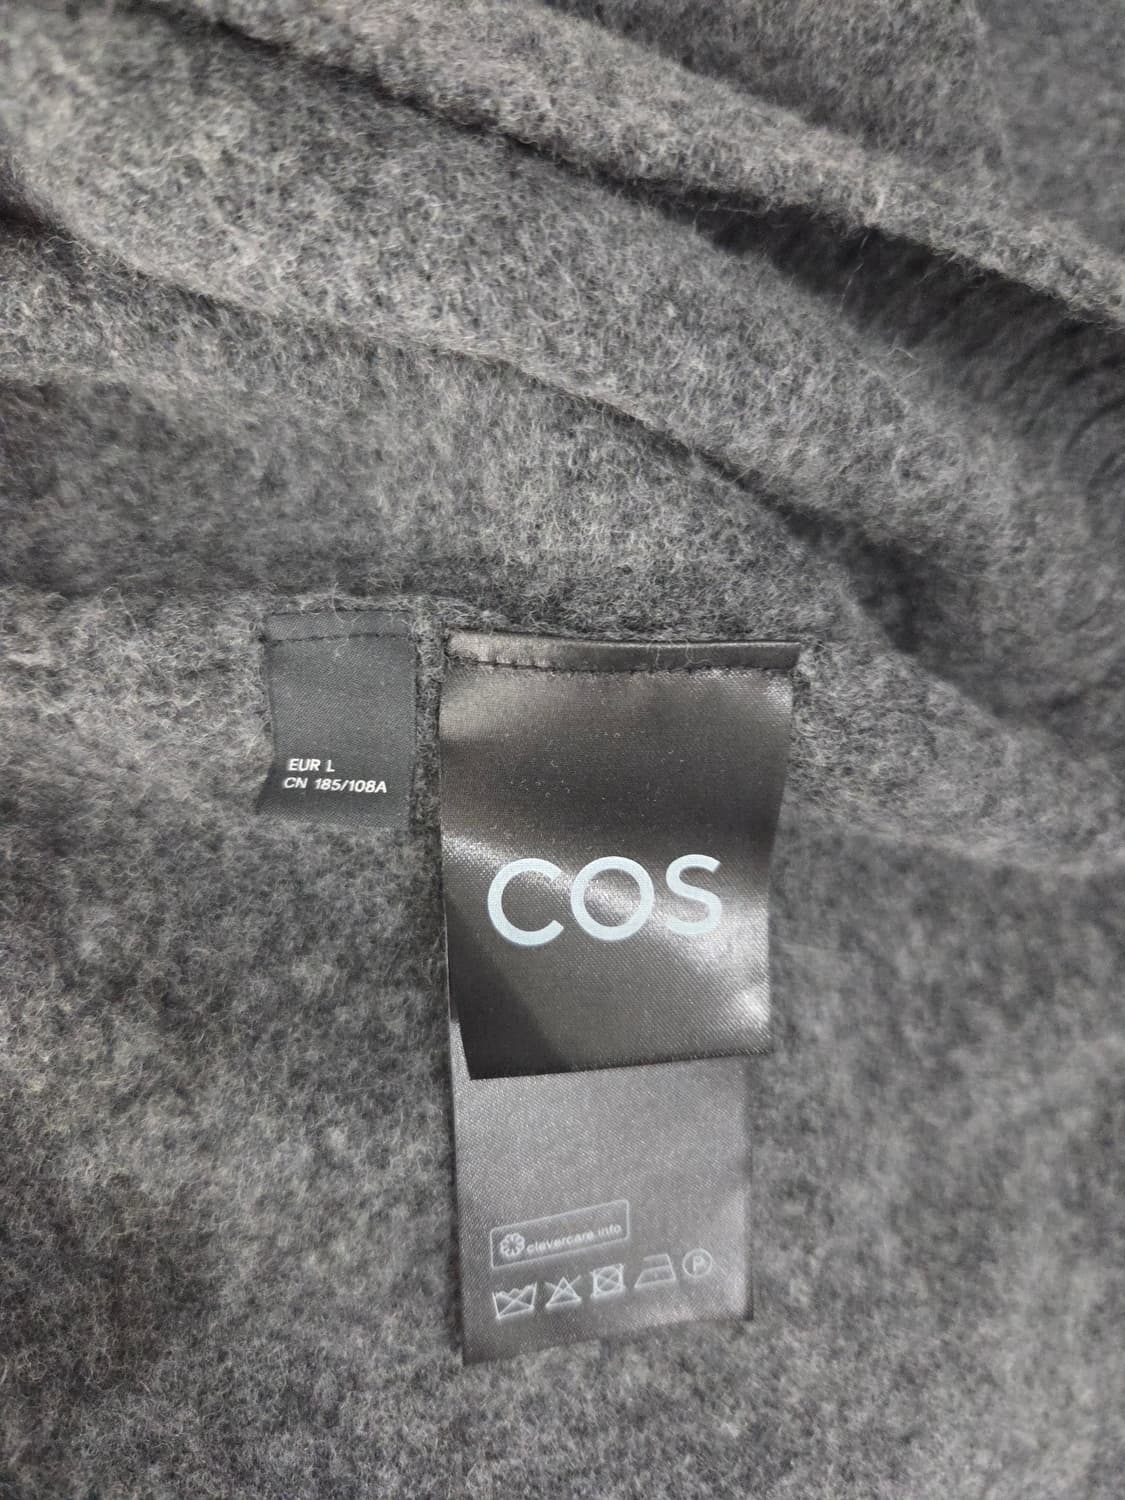 EUR L
CN 185/108A
COS
clevercare.info
P